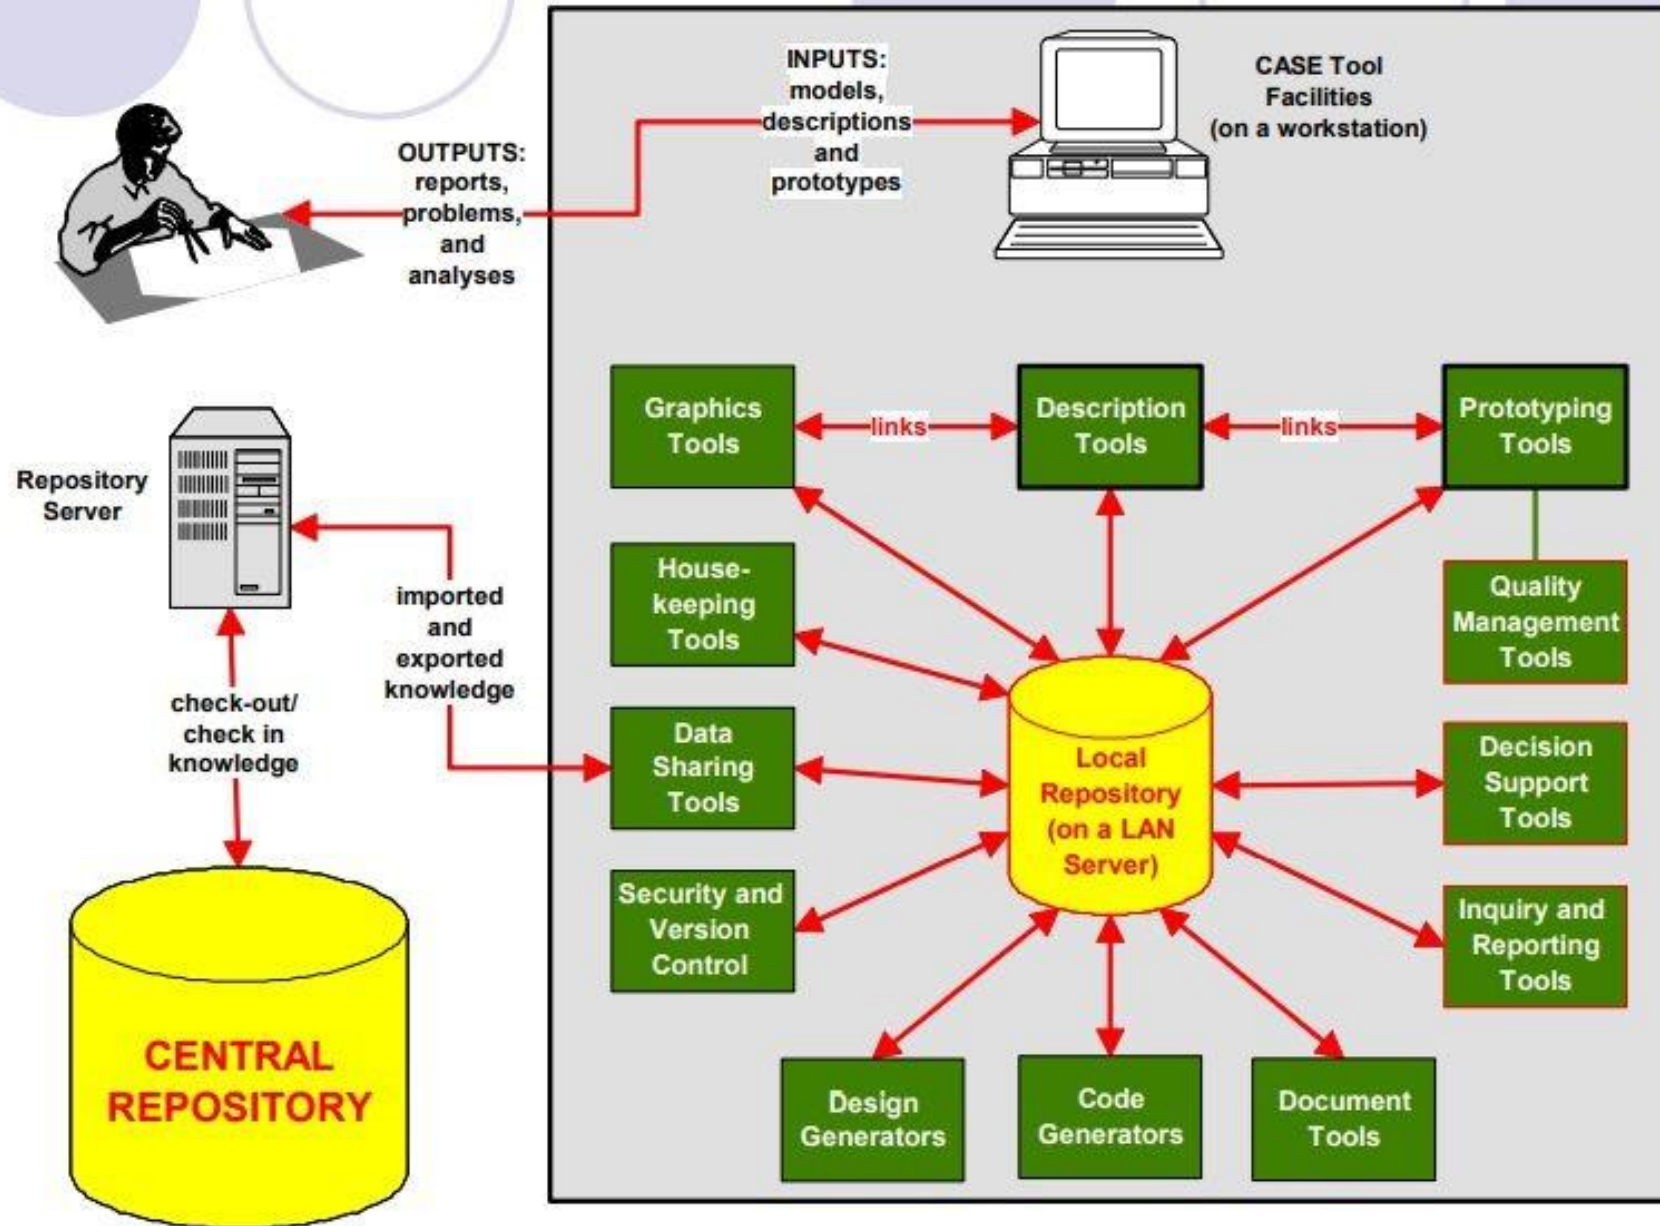 INPUTS:
models,
descriptions
and
prototypes
CASE Tool
Facilities
(on a workstation)
OUTPUTS:
reports,
problems,
and
analyses
Graphics
Tools
links
Description
Tools
links
Prototyping
Tools
Repository
Server
imported
and
exported
knowledge
House-
keeping
Tools
Quality
Management
Tools
check-out/
check in
knowledge
Data
Sharing
Tools
Local
Repository
(on a LAN
Server)
Decision
Support
Tools
Security and
Version
Control
Inquiry and
Reporting
Tools
CENTRAL
REPOSITORY
Design
Generators
Code
Generators
Document
Tools